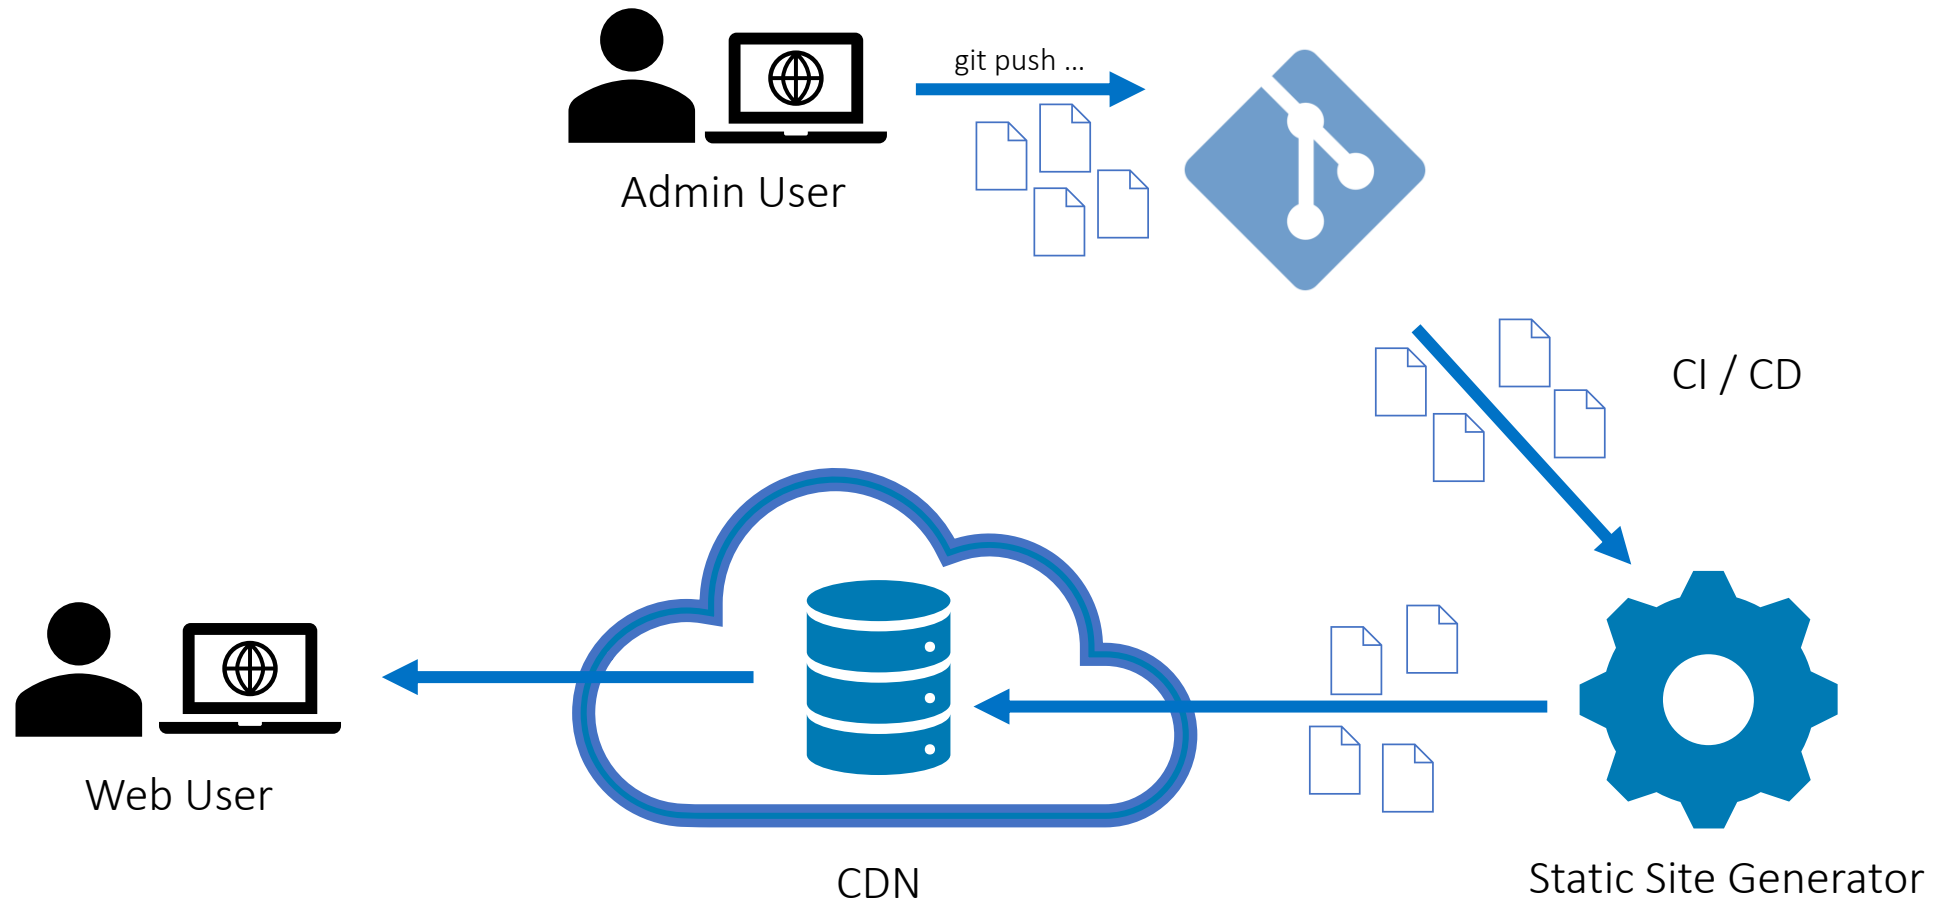 git push ...
Admin User
CI / CD
Web User
CDN
Static Site Generator